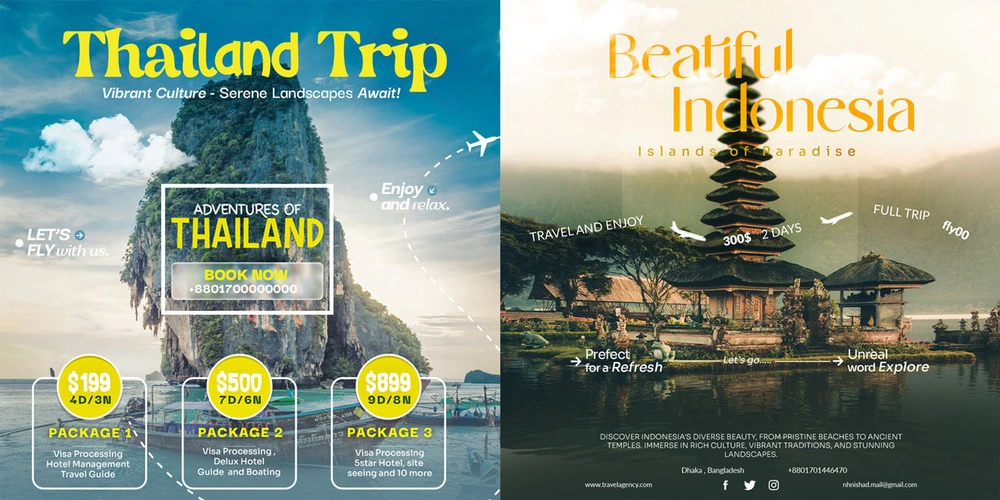 Thailand Trip
Vibrant Culture - Serene Landscapes Await!
Enjoy
and relax.
LET'S
FLY with us.
ADVENTURES OF
THAILAND
BOOK NOW
+8801700000000
$199
4D/3N
PACKAGE 1
Visa Processing
Hotel Management
Travel Guide
$500
7D/6N
PACKAGE 2
Visa Processing ,
Delux Hotel
Guide and Boating
$899
9D/8N
PACKAGE 3
Visa Processing
5star Hotel, site
seeing and 10 more
Beatiful
Indonesia
Islands of Paradise
TRAVEL AND ENJOY
300$ 2 DAYS
FULL TRIP
fly00
Prefect
for a Refresh
Let's go.....
Unreal
word Explore
DISCOVER INDONESIA'S DIVERSE BEAUTY, FROM PRISTINE BEACHES TO ANCIENT
TEMPLES. IMMERSE IN RICH CULTURE, VIBRANT TRADITIONS, AND STUNNING
LANDSCAPES.
Dhaka , Bangladesh
+8801701446470
www.travelagency.com
nhnishad.mail@gmail.com